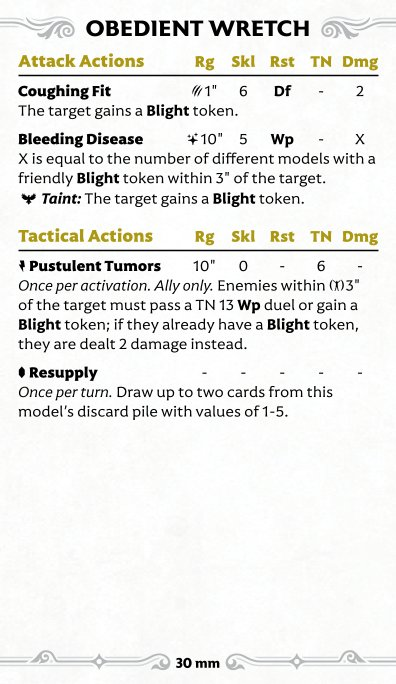 OBEDIENT WRETCH
Attack Actions Rg Skl Rst TN Dmg
Coughing Fit 1" 6 Df - 2
The target gains a Blight token.
Bleeding Disease 10" 5 Wp - X
X is equal to the number of different models with a
friendly Blight token within 3" of the target.
Taint: The target gains a Blight token.
Tactical Actions Rg Skl Rst TN Dmg
Pustulent Tumors 10" 0 - 6 -
Once per activation. Ally only. Enemies within 3"
of the target must pass a TN 13 Wp duel or gain a
Blight token; if they already have a Blight token,
they are dealt 2 damage instead.
Resupply - - - - -
Once per turn. Draw up to two cards from this
model's discard pile with values of 1-5.
30 mm